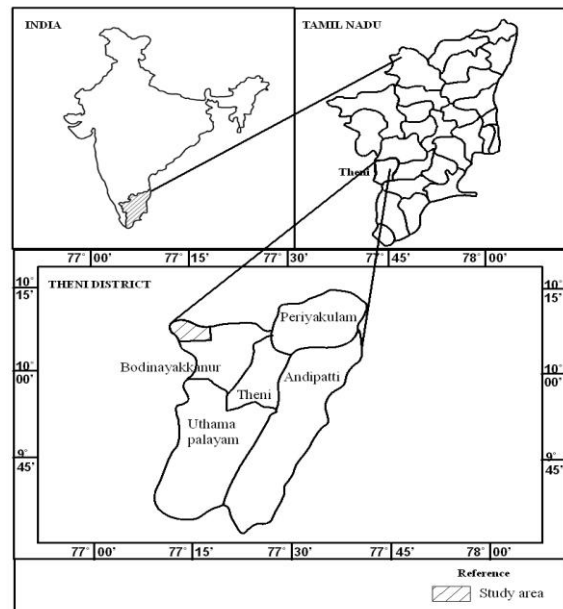 INDIA
TAMIL NADU
Theni
77° 00' 77° 15' 77° 30' 77° 45' 78° 00'
THENI DISTRICT
10° 15'
10° 15'
Periyakulam
Bodinayakkanur
10° 00'
10° 00'
Andipatti
Theni
Uthama
palayam
9° 45'
9° 45'
77° 00' 77° 15' 77° 30' 77° 45' 78° 00'
Reference
Study area